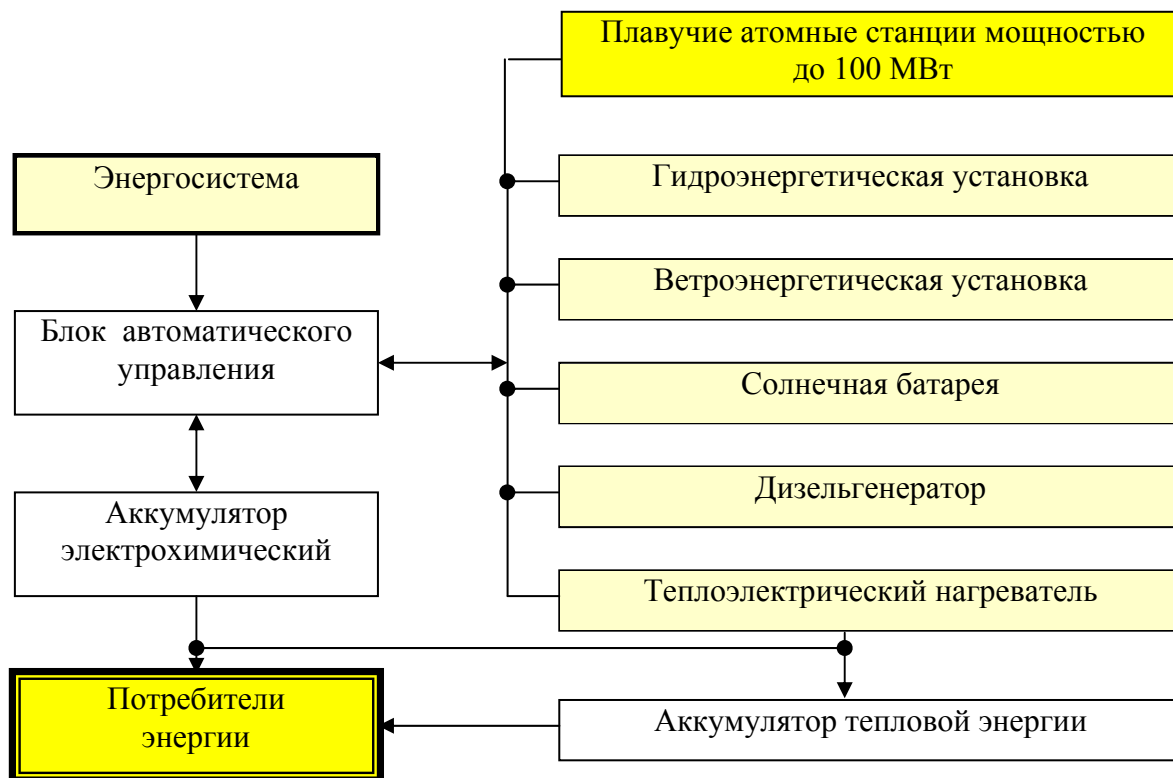 Плавучие атомные станции мощностью
до 100 МВт
Энергосистема
Гидроэнергетическая установка
Ветроэнергетическая установка
Блок автоматического
управления
Солнечная батарея
Аккумулятор
электрохимический
Дизельгенератор
Теплоэлектрический нагреватель
Потребители
энергии
Аккумулятор тепловой энергии